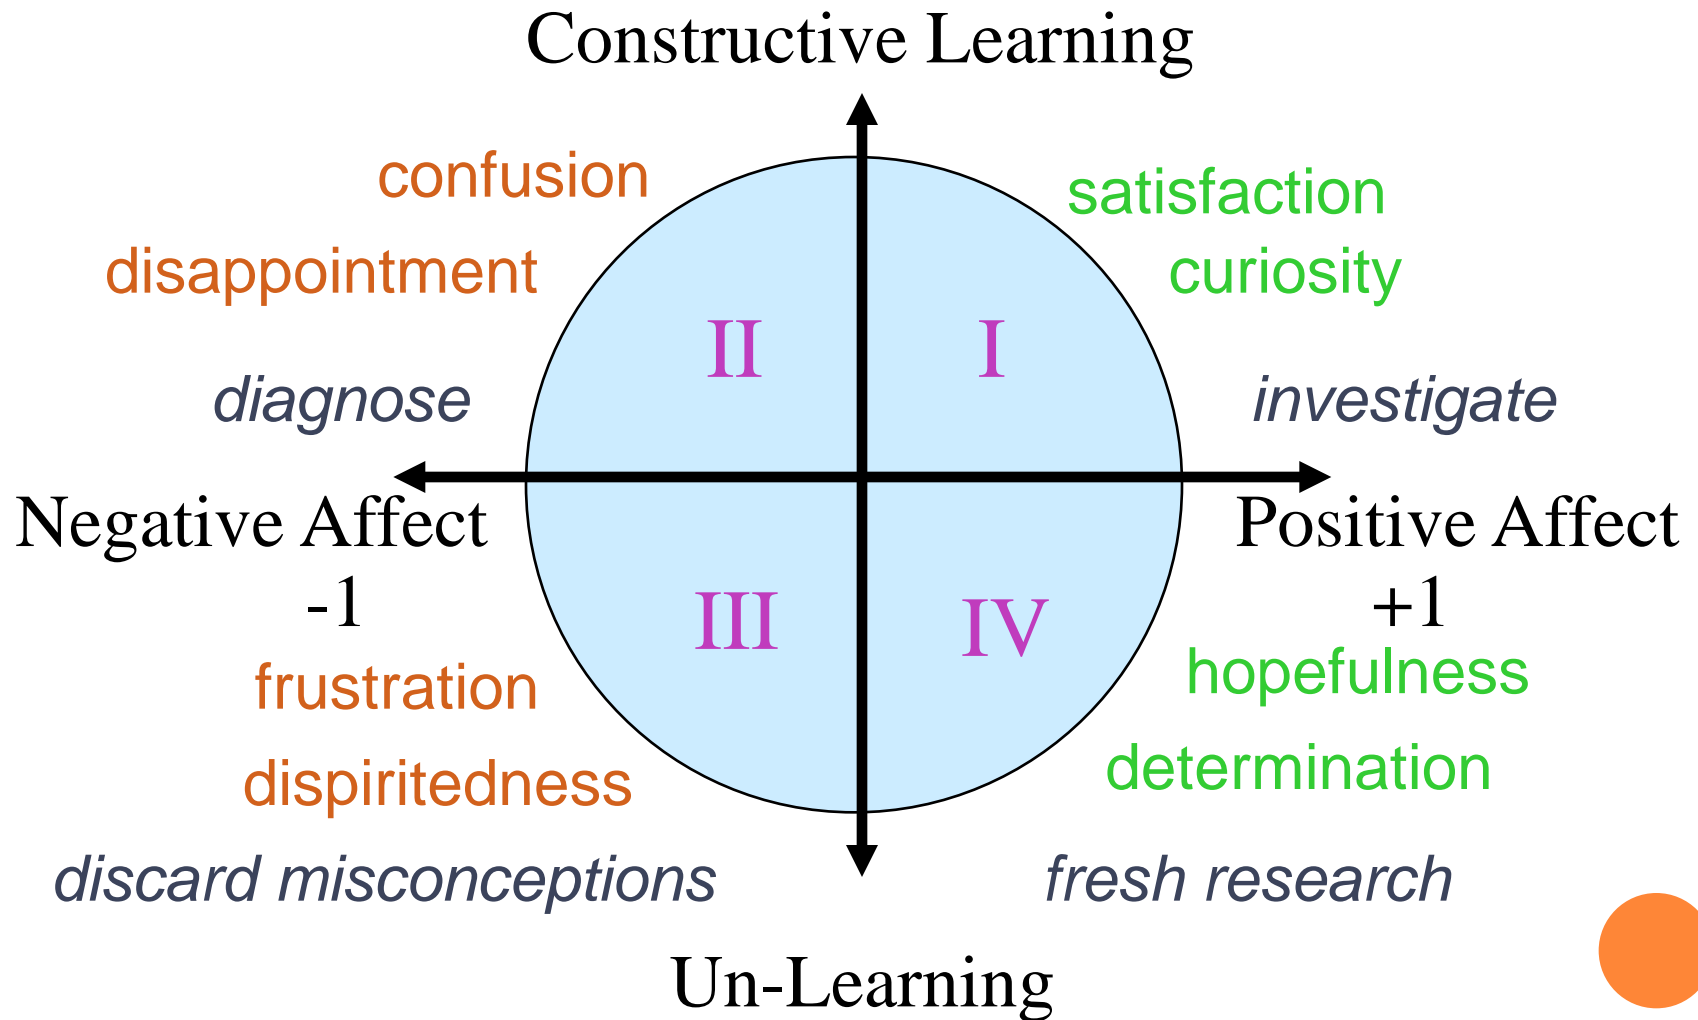 Constructive Learning
confusion
satisfaction
disappointment
curiosity
II
I
diagnose
investigate
Negative Affect
Positive Affect
-1
+1
III
IV
frustration
hopefulness
dispiritedness
determination
discard misconceptions
fresh research
Un-Learning